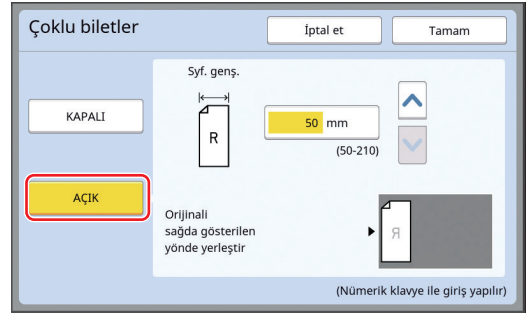 Çoklu biletler
İptal et
Tamam
Syf. genş.
KAPALI
R
50 mm
(50-210)
AÇIK
Orijinali
sağda gösterilen
yönde yerleştir
R
(Nümerik klavye ile giriş yapılır)